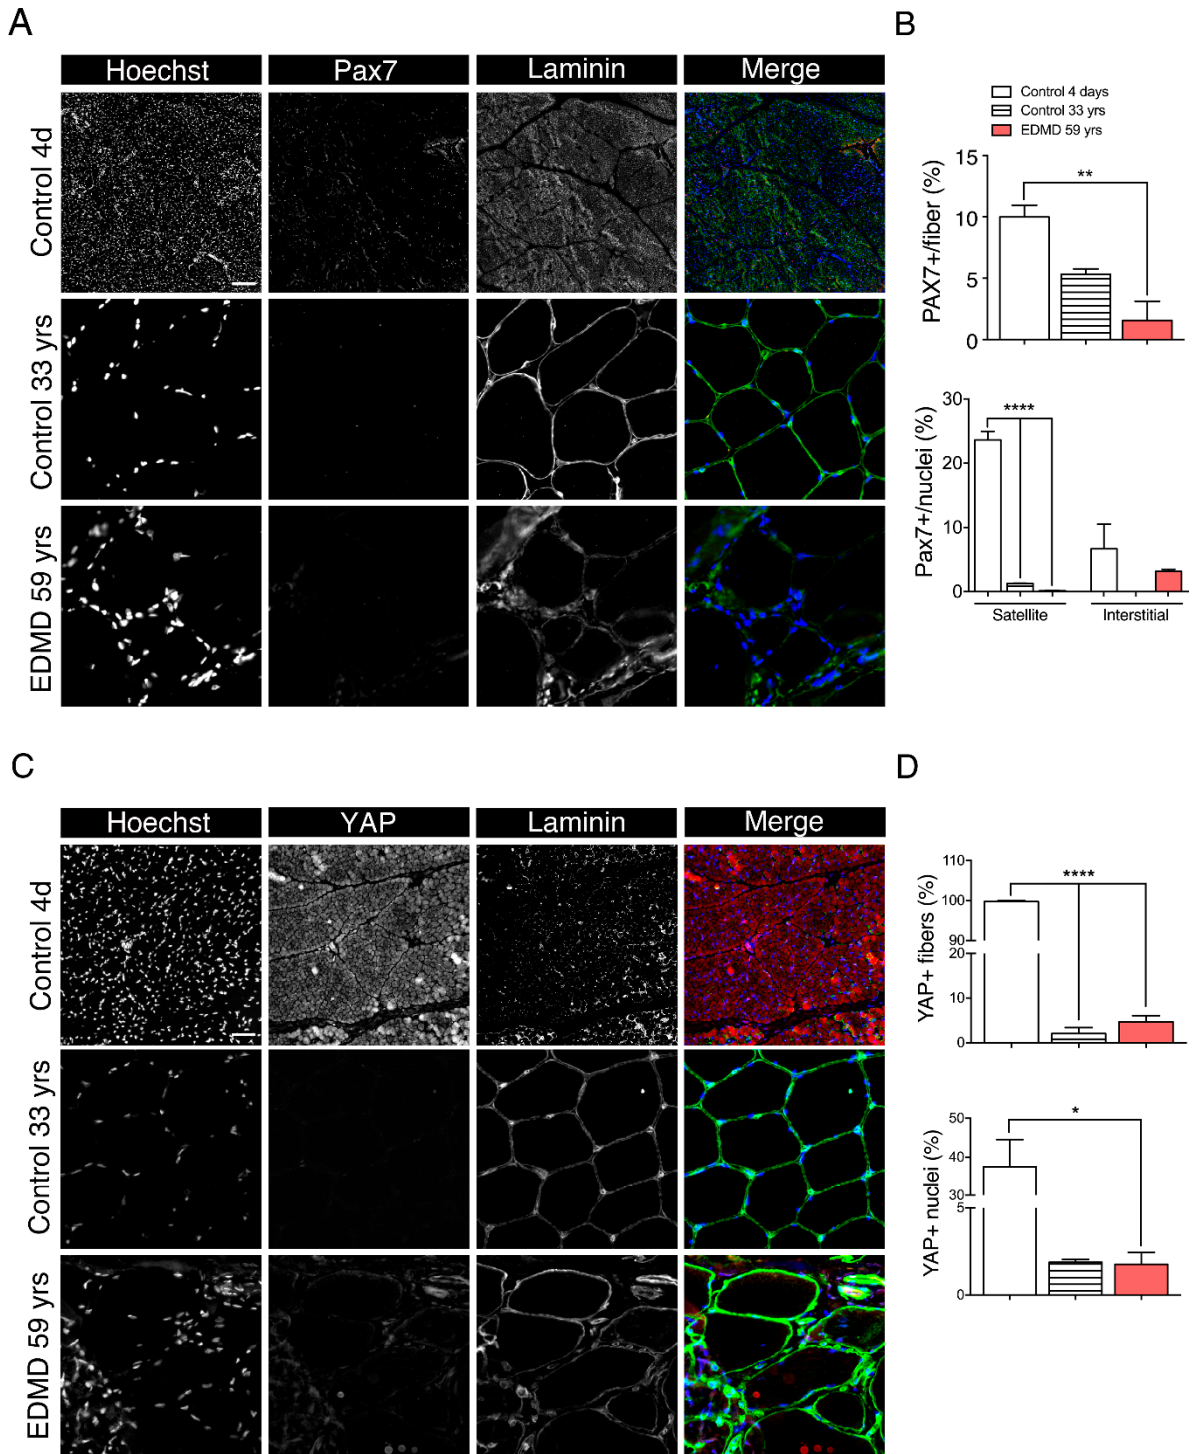 A
Hoechst Pax7 Laminin Merge
Control 4d
Control 33 yrs
EDMD 59 yrs
B
Control 4 days
Control 33 yrs
EDMD 59 yrs
PAX7+/fiber (%)
15
10
5
0
**
Pax7+/nuclei (%)
30
20
10
0
****
Satellite Interstitial
C
Hoechst YAP Laminin Merge
Control 4d
Control 33 yrs
EDMD 59 yrs
D
YAP+ fibers (%)
110
100
90
20
10
0
****
YAP+ nuclei (%)
50
40
30
5
0
*